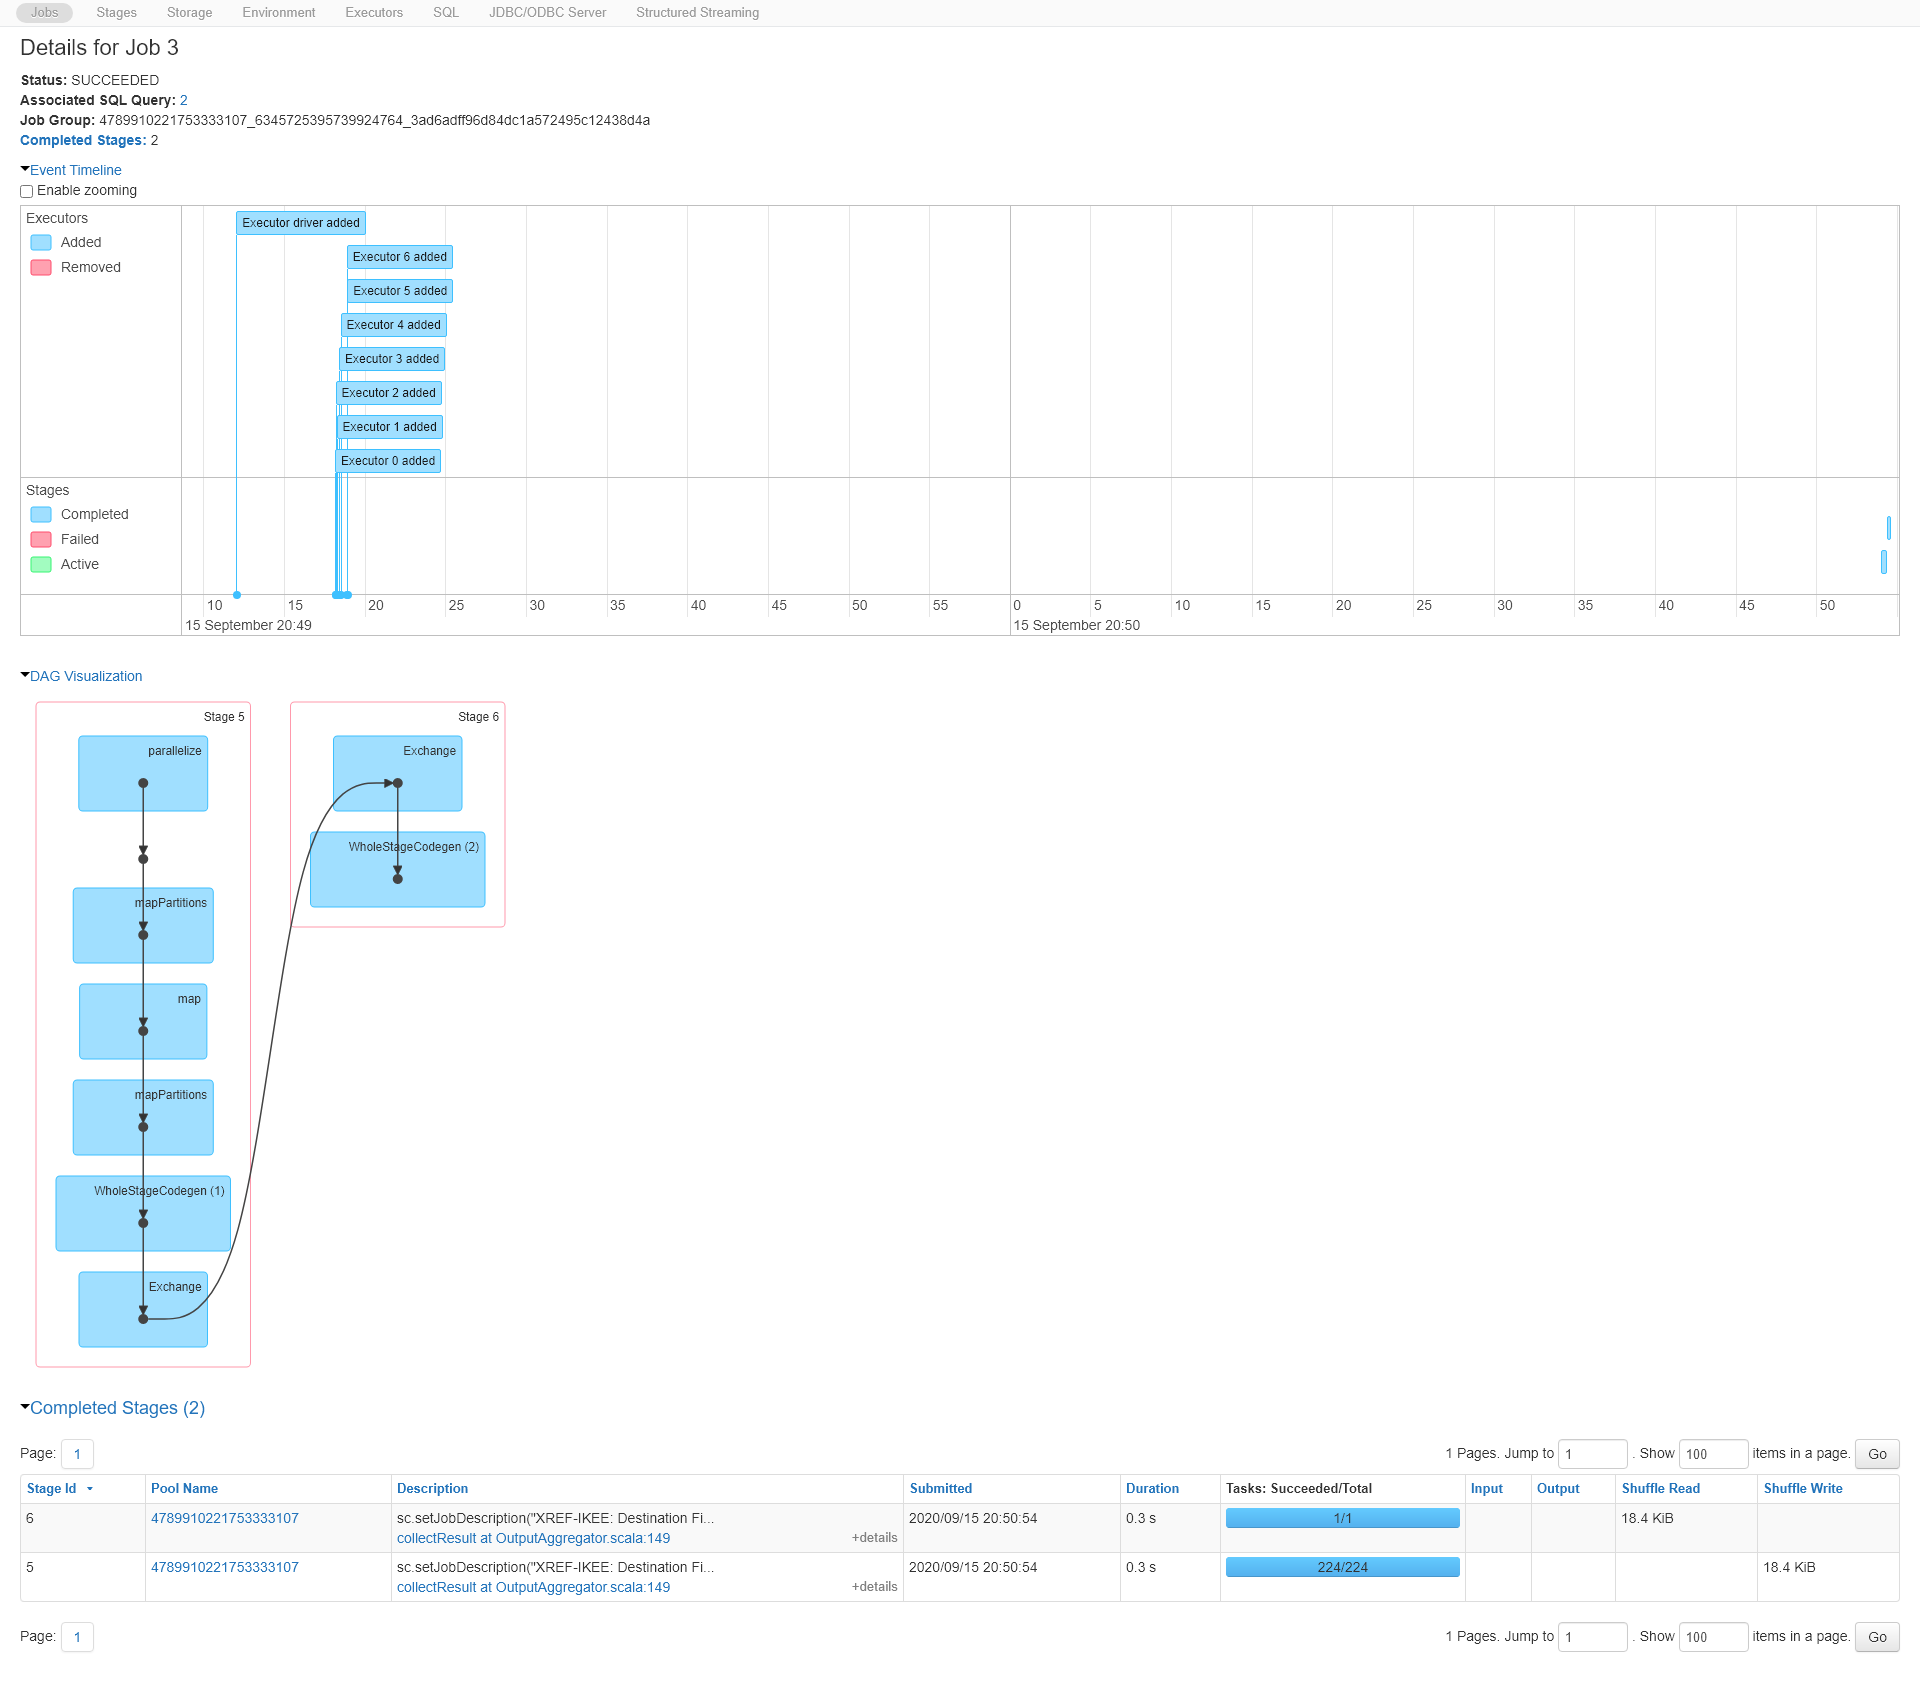 Jobs Stages Storage Environment Executors SQL JDBC/ODBC Server Structured Streaming
Details for Job 3
Status: SUCCEEDED
Associated SQL Query: 2
Job Group: 4789910221753333107_6345725395739924764_3ad6adff96d84dc1a572495c12438d4a
Completed Stages: 2
Event Timeline
Enable zooming
Executors
Added
Removed
Executor driver added
Executor 6 added
Executor 5 added
Executor 4 added
Executor 3 added
Executor 2 added
Executor 1 added
Executor 0 added
Stages
Completed
Failed
Active
10 15 20 25 30 35 40 45 50 55 0 5 10 15 20 25 30 35 40 45 50
15 September 20:49 15 September 20:50
DAG Visualization
Stage 5
parallelize
mapPartitions
map
mapPartitions
WholeStageCodegen (1)
Exchange
Stage 6
Exchange
WholeStageCodegen (2)
Completed Stages (2)
Page: 1 1 Pages. Jump to 1 . Show 100 items in a page. Go
Stage Id Pool Name Description Submitted Duration Tasks: Succeeded/Total Input Output Shuffle Read Shuffle Write
6 4789910221753333107 sc.setJobDescription("XREF-IKEE: Destination Fi... 2020/09/15 20:50:54 0.3 s 1/1 18.4 KiB
collectResult at OutputAggregator.scala:149 +details
5 4789910221753333107 sc.setJobDescription("XREF-IKEE: Destination Fi... 2020/09/15 20:50:54 0.3 s 224/224 18.4 KiB
collectResult at OutputAggregator.scala:149 +details
Page: 1 1 Pages. Jump to 1 . Show 100 items in a page. Go